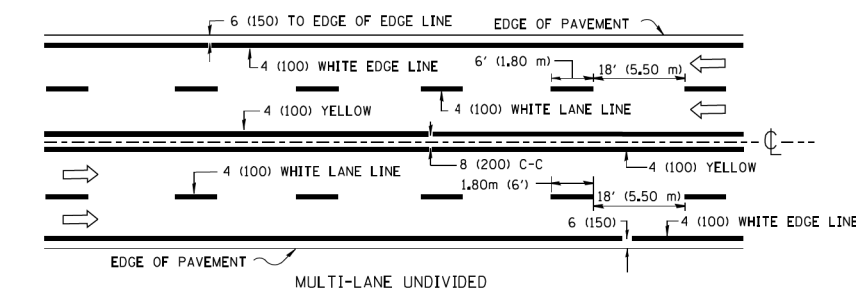 6 (150) TO EDGE OF EDGE LINE
EDGE OF PAVEMENT
4 (100) WHITE EDGE LINE
6' (1.80 m)
18' (5.50 m)
4 (100) YELLOW
4 (100) WHITE LANE LINE
℄
4 (100) WHITE LANE LINE
8 (200) C-C
4 (100) YELLOW
1.80m (6')
18' (5.50 m)
6 (150)
4 (100) WHITE EDGE LINE
EDGE OF PAVEMENT
MULTI-LANE UNDIVIDED